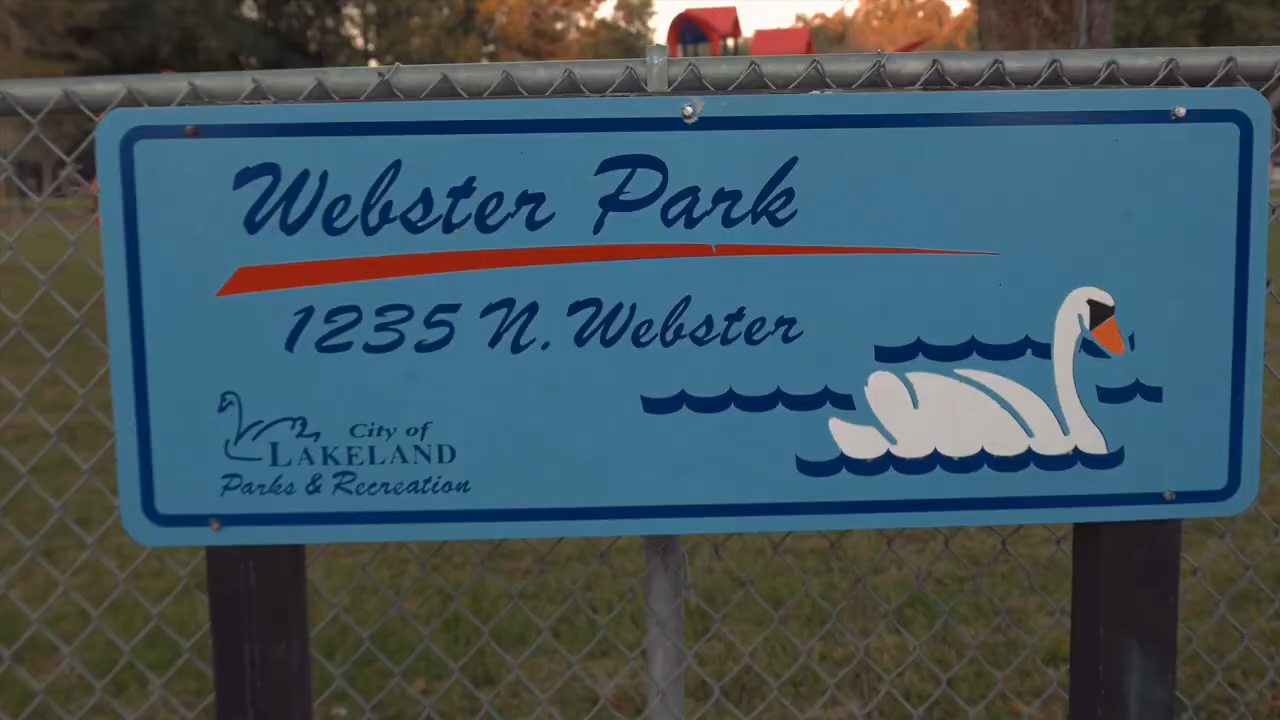 Webster Park
1235 N. Webster
City of
LAKELAND
Parks & Recreation